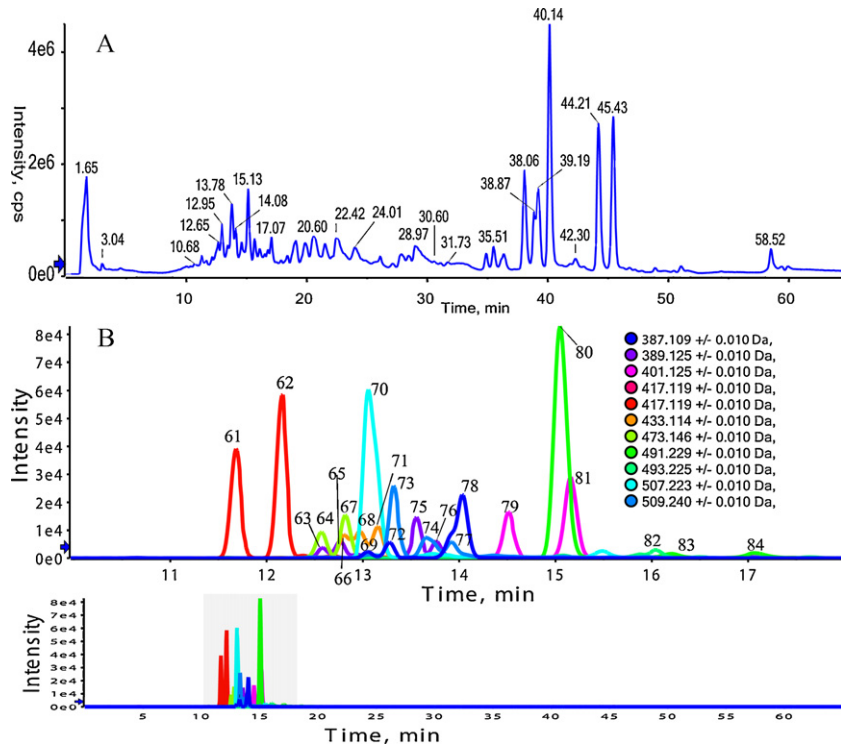 A
4e6
2e6
0e0
Intensity, cps
1.65
3.04
10.68
12.65
12.95
13.78
15.13
14.08
17.07
20.60
22.42
24.01
28.97
30.60
31.73
35.51
38.06
38.87
40.14
39.19
42.30
44.21
45.43
58.52
10 20 30 40 50 60
Time, min
B
8e4
7e4
6e4
5e4
4e4
3e4
2e4
1e4
0e0
Intensity
61
62
63
64
65
66
67
68
69
70
71
72
73
74
75
76
77
78
79
80
81
82
83
84
387.109 +/- 0.010 Da,
389.125 +/- 0.010 Da,
401.125 +/- 0.010 Da,
417.119 +/- 0.010 Da,
417.119 +/- 0.010 Da,
433.114 +/- 0.010 Da,
473.146 +/- 0.010 Da,
491.229 +/- 0.010 Da,
493.225 +/- 0.010 Da,
507.223 +/- 0.010 Da,
509.240 +/- 0.010 Da,
11 12 13 14 15 16 17
Time, min
8e4
7e4
6e4
5e4
4e4
3e4
2e4
1e4
0e0
Intensity
5 10 15 20 25 30 35 40 45 50 55 60 65
Time, min